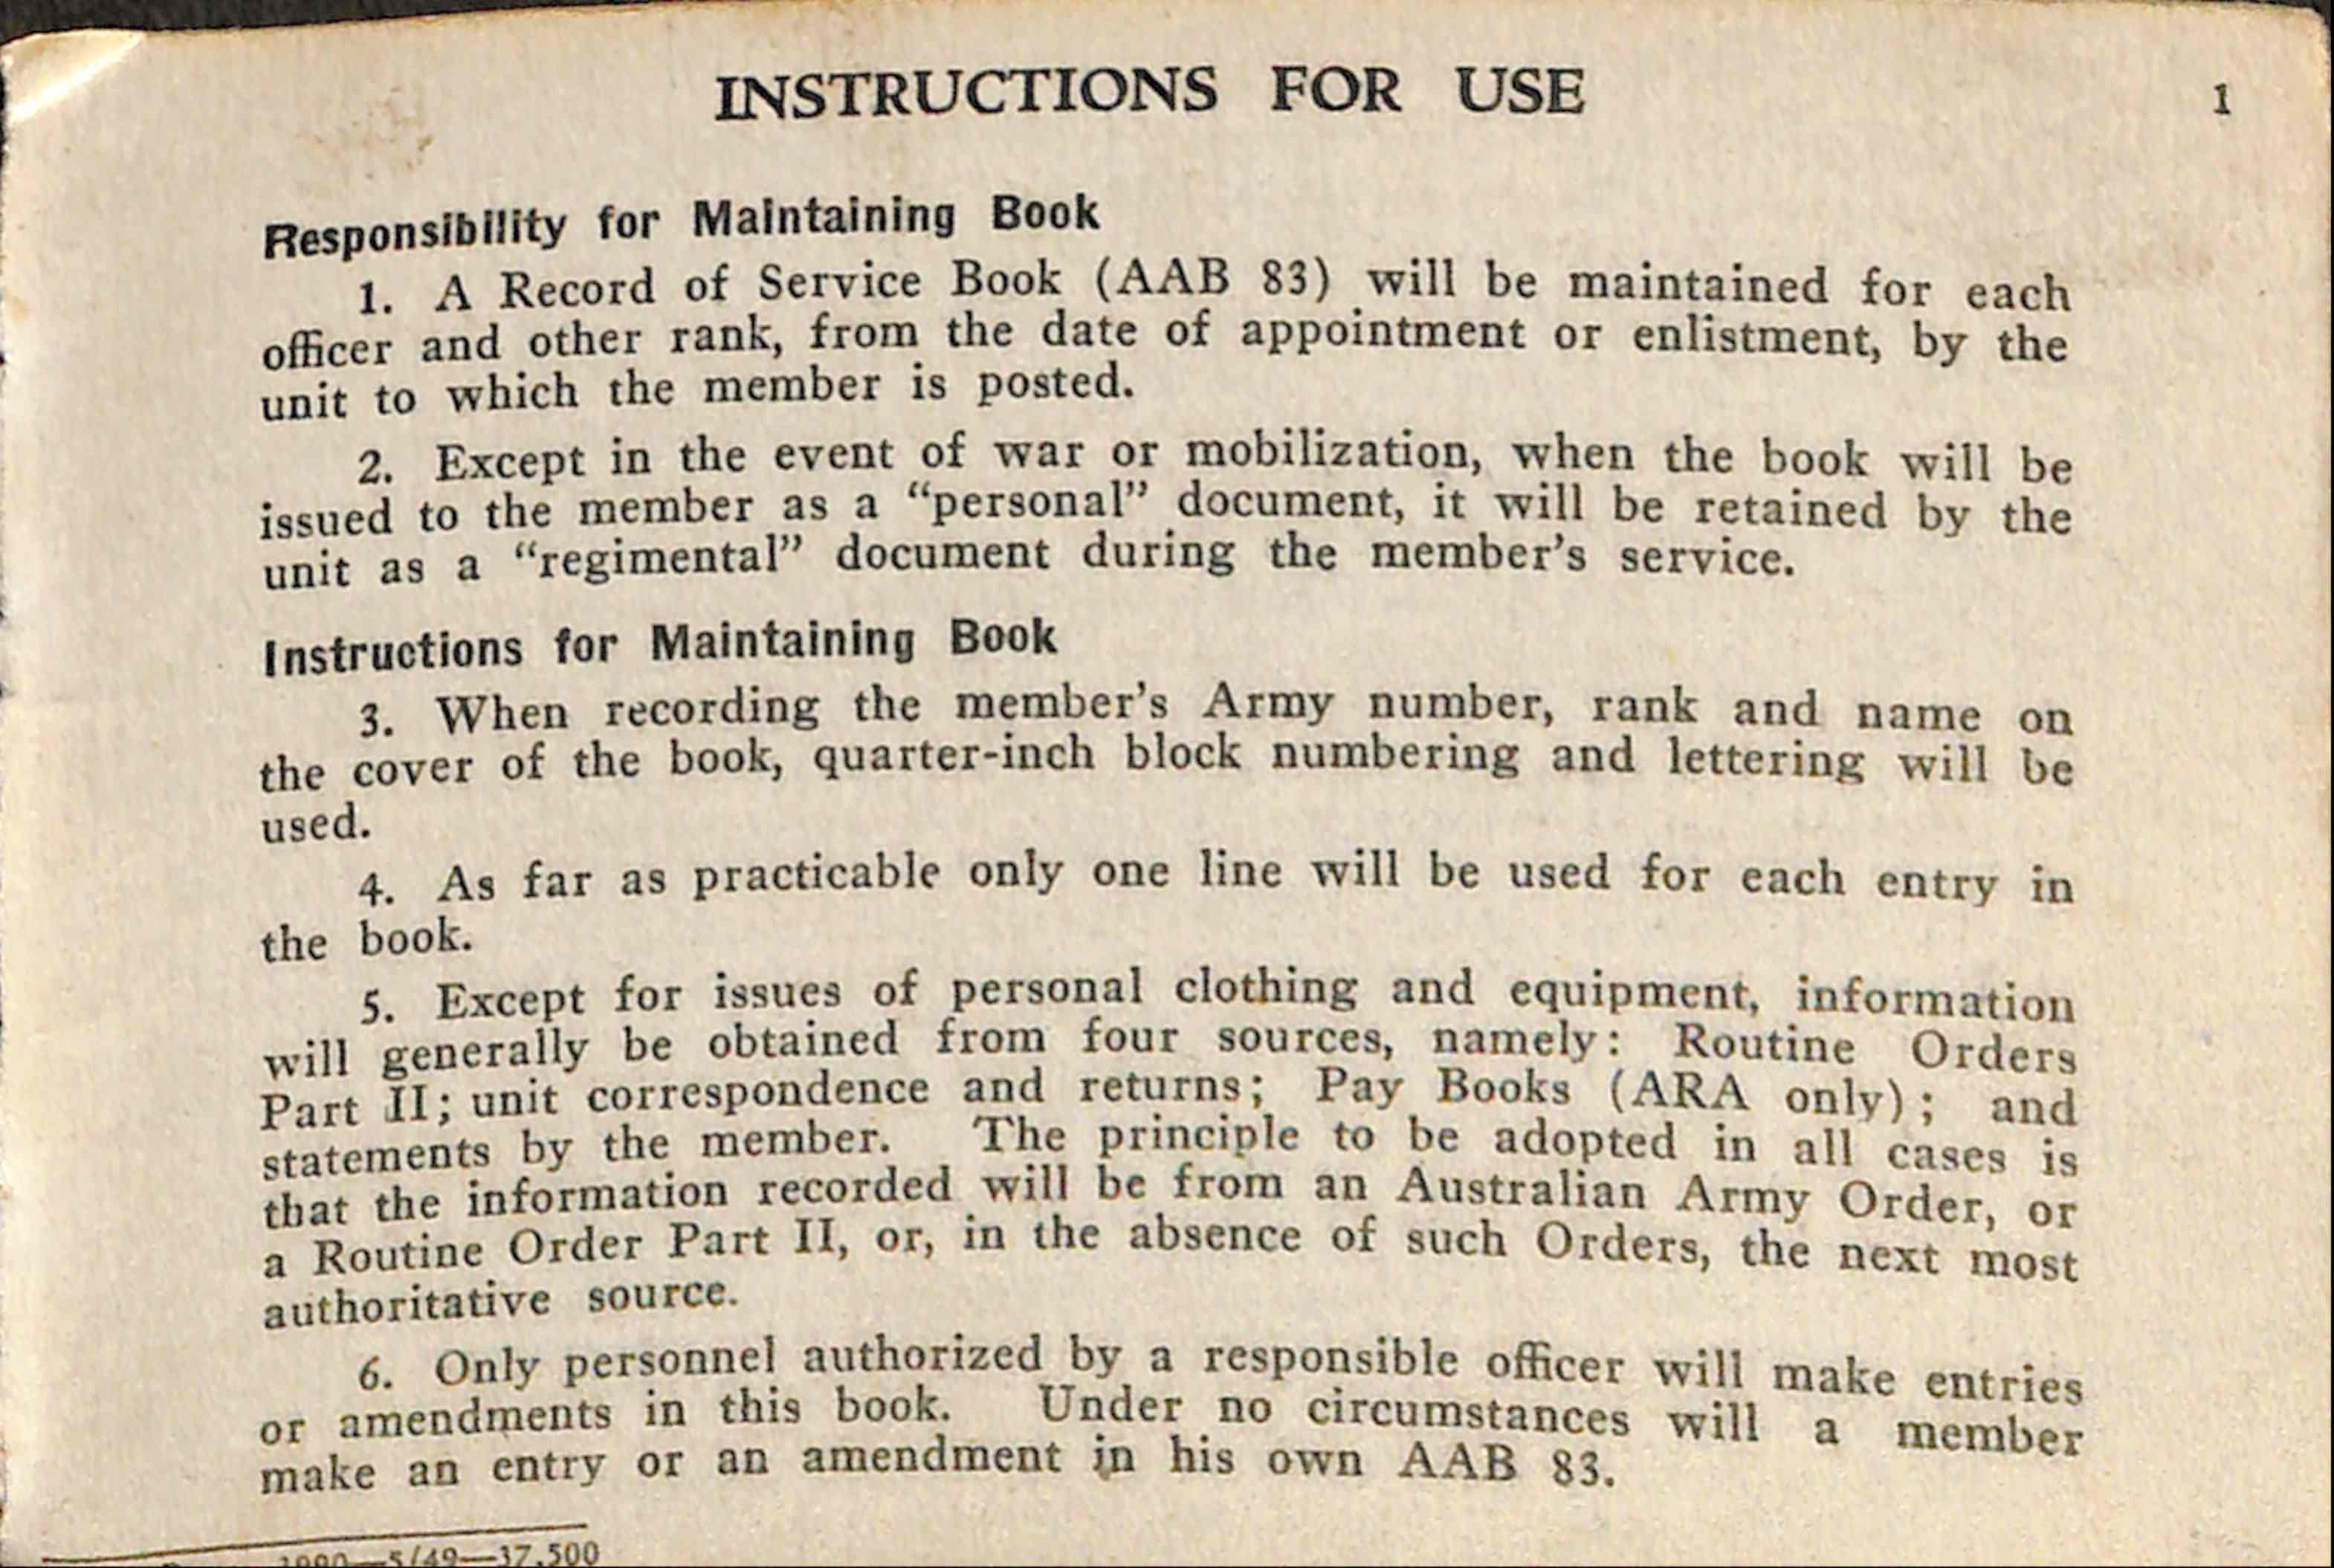 INSTRUCTIONS FOR USE
1
Responsibility for Maintaining Book
1. A Record of Service Book (AAB 83) will be maintained for each
officer and other rank, from the date of appointment or enlistment, by the
unit to which the member is posted.
2. Except in the event of war or mobilization, when the book will be
issued to the member as a “personal” document, it will be retained by the
unit as a “regimental” document during the member’s service.
Instructions for Maintaining Book
3. When recording the member’s Army number, rank and name on
the cover of the book, quarter-inch block numbering and lettering will be
used.
4. As far as practicable only one line will be used for each entry in
the book.
5. Except for issues of personal clothing and equipment, information
will generally be obtained from four sources, namely: Routine Orders
Part II; unit correspondence and returns; Pay Books (ARA only); and
statements by the member. The principle to be adopted in all cases is
that the information recorded will be from an Australian Army Order, or
a Routine Order Part II, or, in the absence of such Orders, the next most
authoritative source.
6. Only personnel authorized by a responsible officer will make entries
or amendments in this book. Under no circumstances will a member
make an entry or an amendment in his own AAB 83.
5/49—37,500